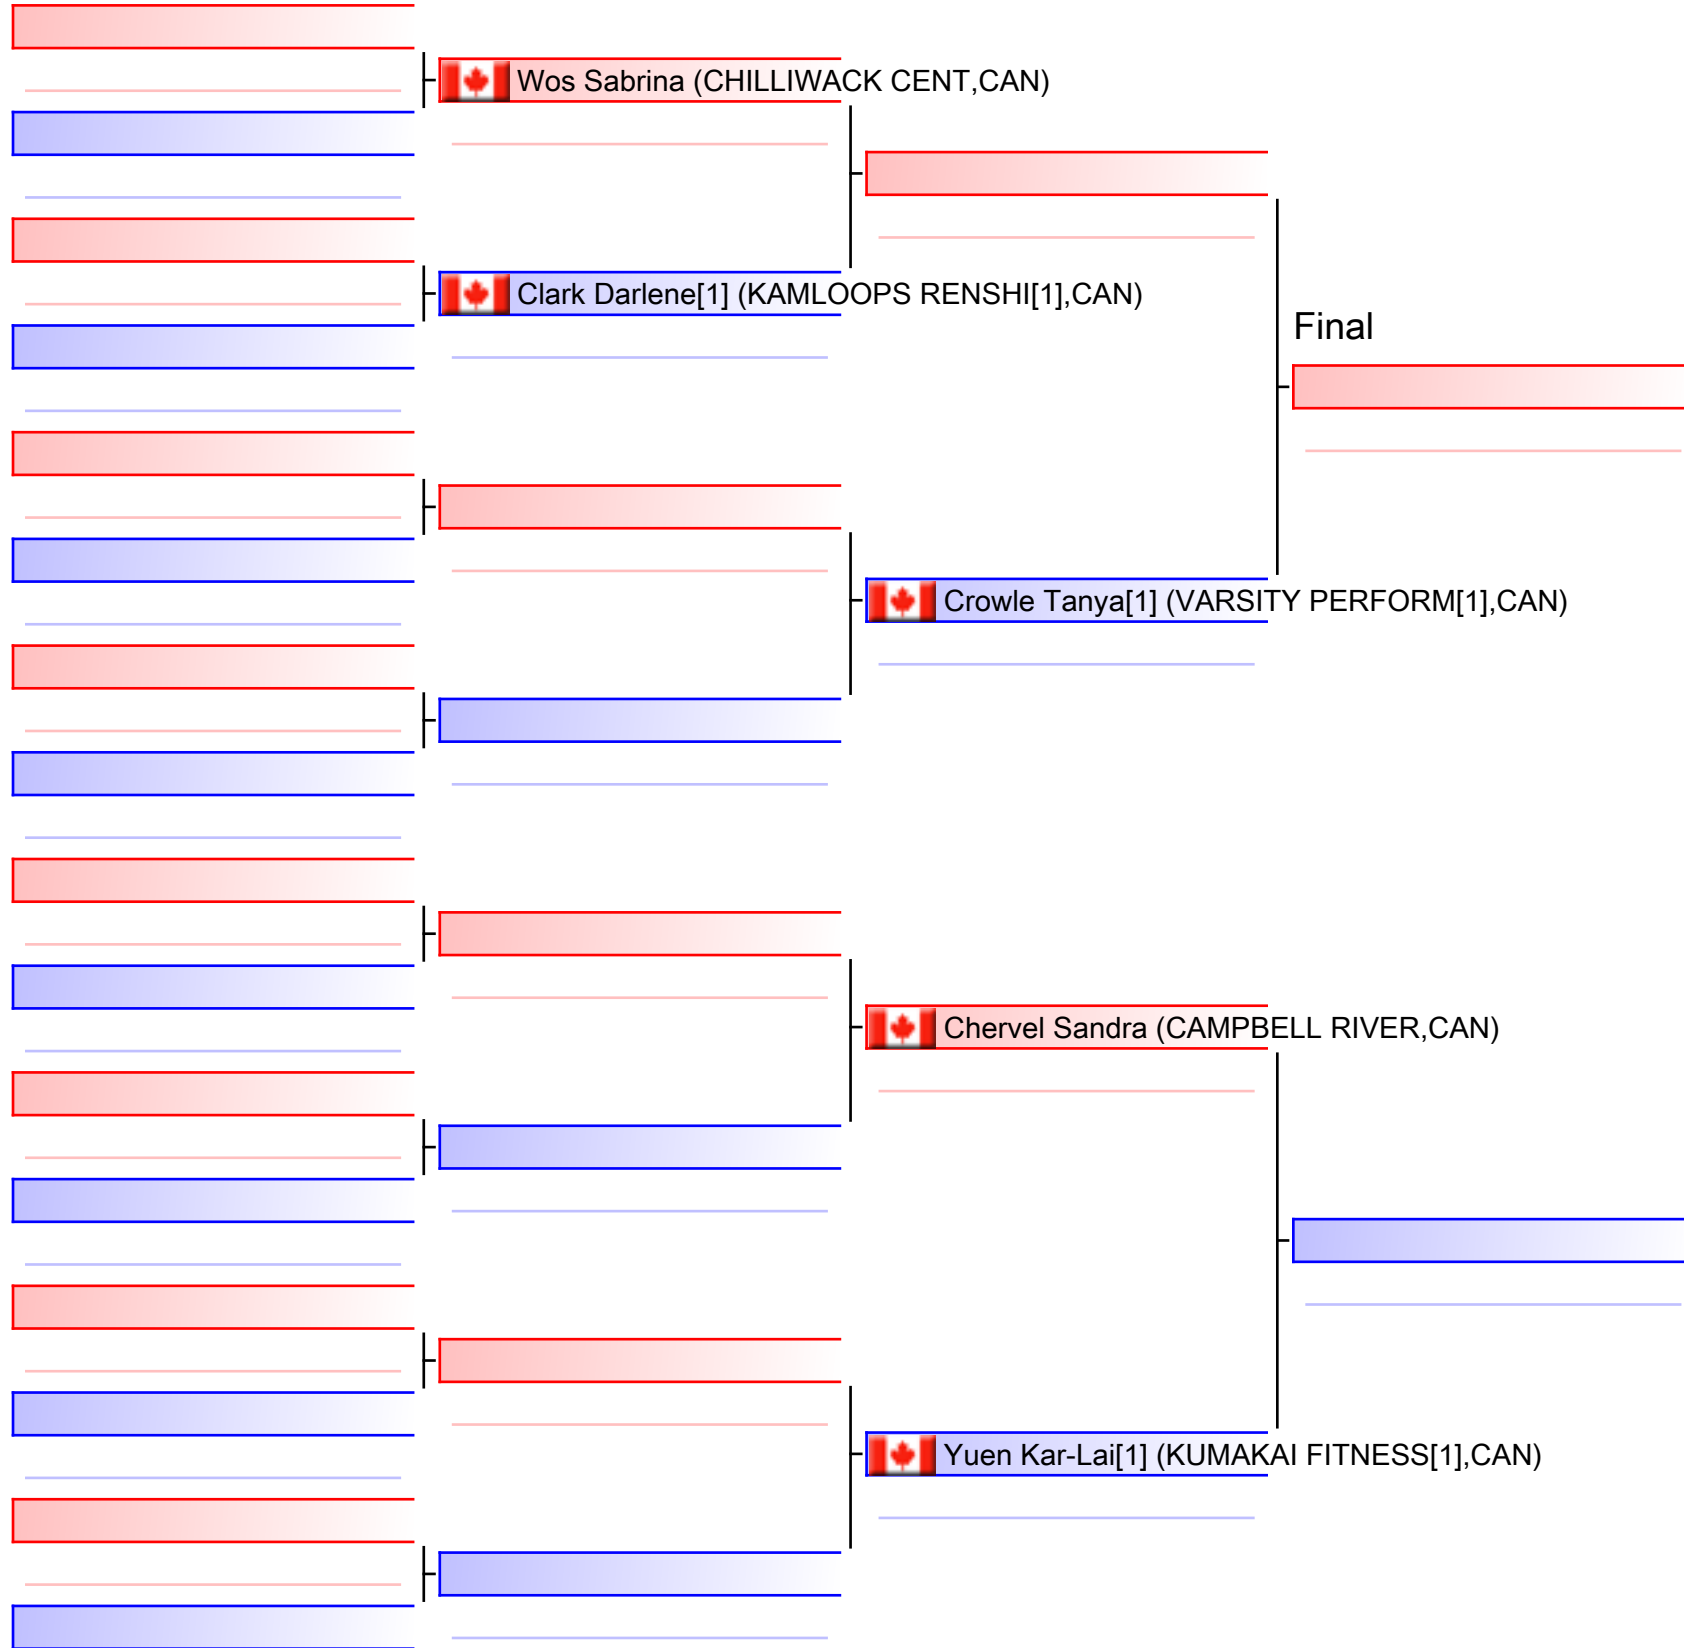 Wos Sabrina (CHILLIWACK CENT,CAN)
Clark Darlene[1] (KAMLOOPS RENSHI[1],CAN)
Final
Crowle Tanya[1] (VARSITY PERFORM[1],CAN)
Chervel Sandra (CAMPBELL RIVER,CAN)
Yuen Kar-Lai[1] (KUMAKAI FITNESS[1],CAN)